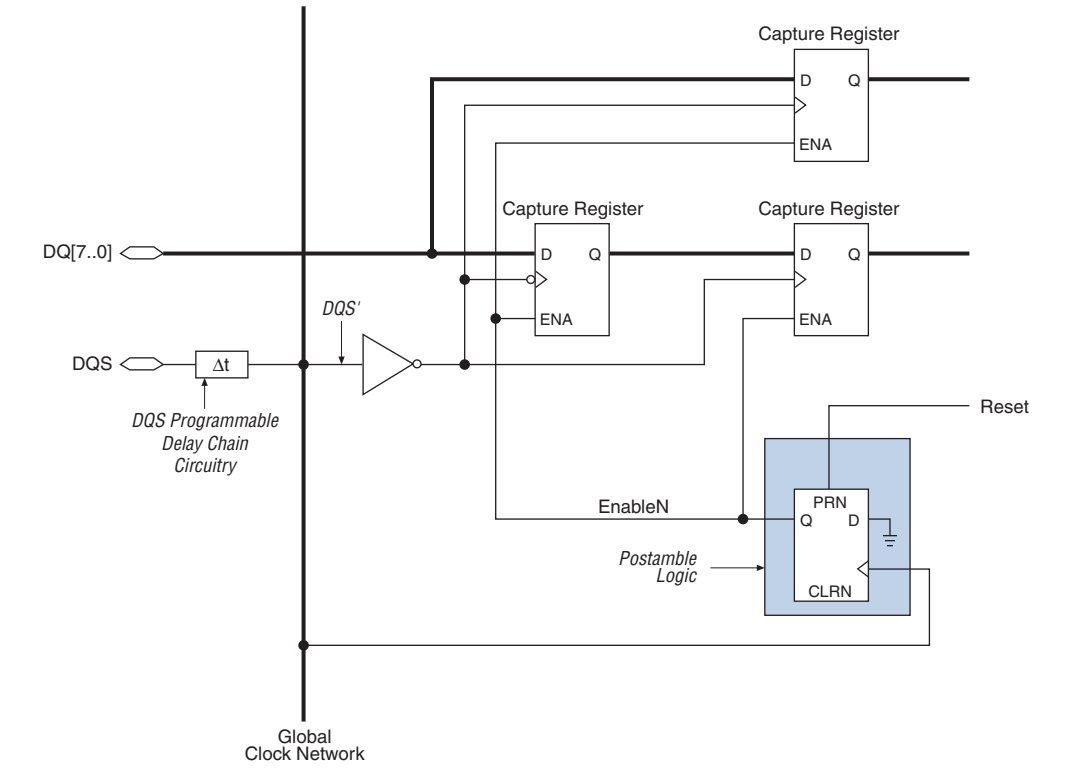 Capture Register
D Q
ENA
Capture Register
Capture Register
DQ[7..0]
D Q
D Q
DQS'
ENA
ENA
DQS
Δt
DQS Programmable
Delay Chain
Circuitry
Reset
PRN
EnableN
Q D
Postamble
Logic
CLRN
Global
Clock Network